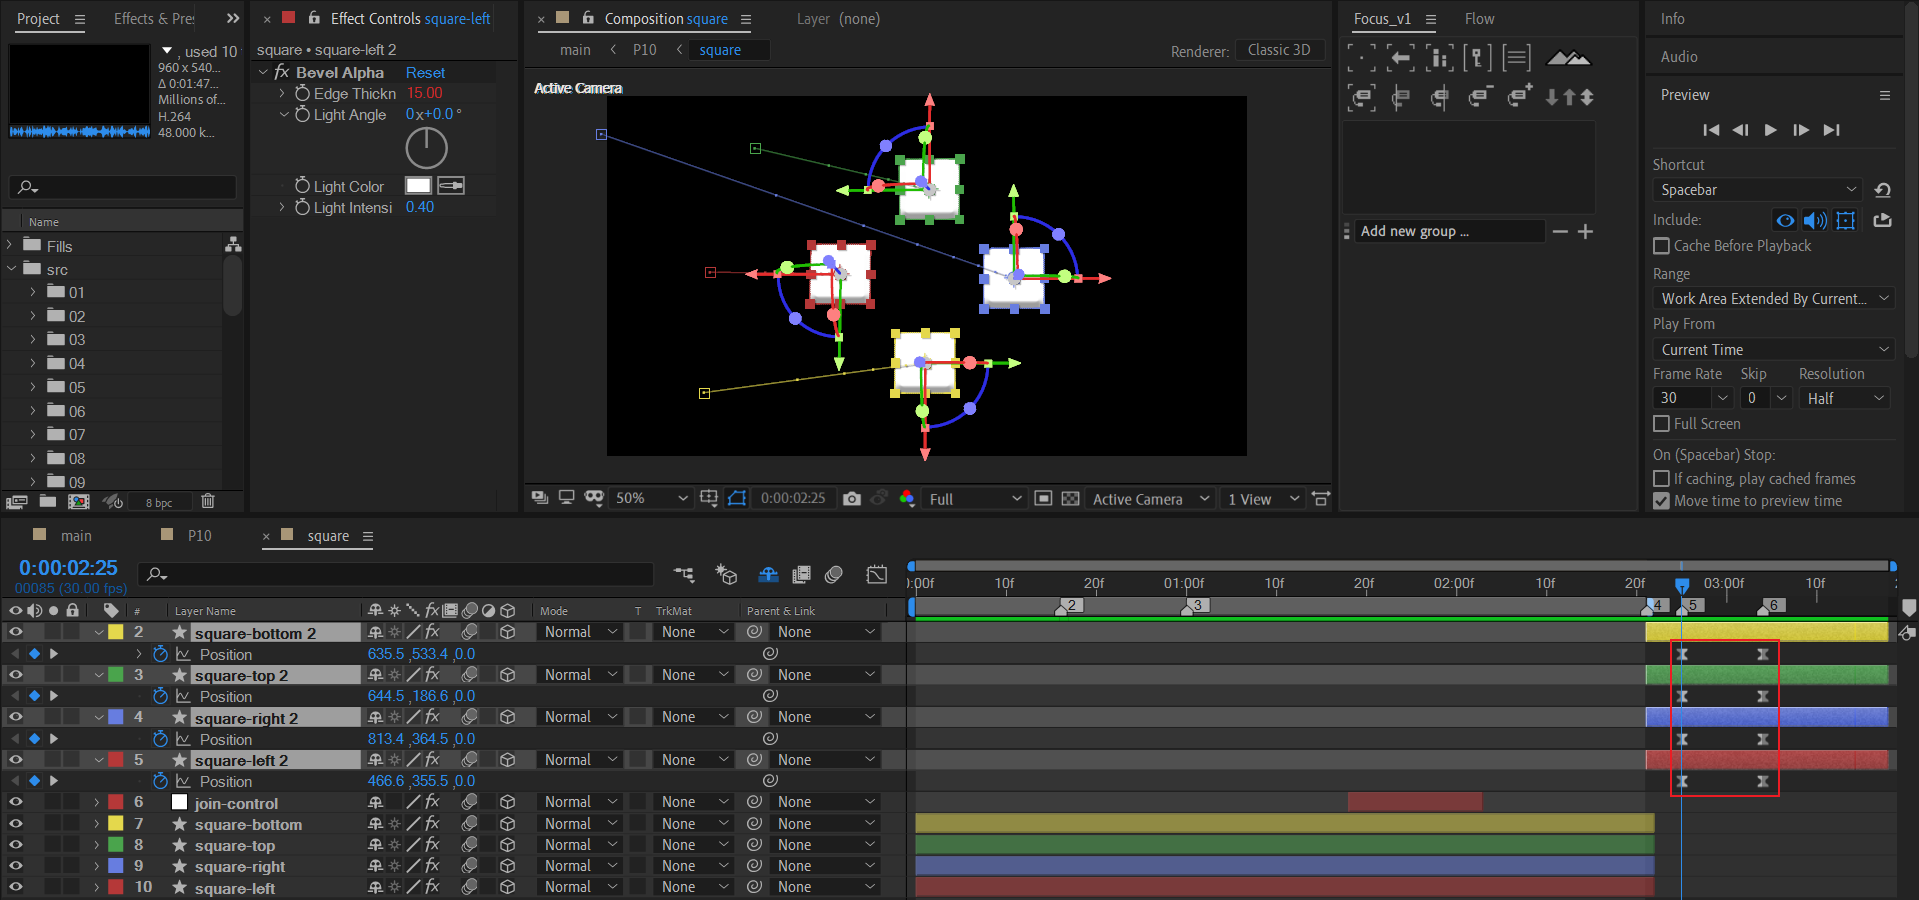 Project
Effects & Pre
, used 10
960 x 540...
Δ 0:01:47...
Millions of...
H.264
48.000 k...
Name
Fills
src
01
02
03
04
05
06
07
08
09
8 bpc
Effect Controls square-left
square • square-left 2
fx Bevel Alpha Reset
Edge Thickn 15.00
Light Angle 0x+0.0 °
Light Color
Light Intensi 0.40
Composition square
Layer (none)
main < P10 < square
Renderer: Classic 3D
Active Camera
50%
0:00:02:25
Full
Active Camera
1 View
Focus_v1
Flow
Add new group ...
Info
Audio
Preview
Shortcut
Spacebar
Include:
Cache Before Playback
Range
Work Area Extended By Current...
Play From
Current Time
Frame Rate Skip Resolution
30 0 Half
Full Screen
On (Spacebar) Stop:
If caching, play cached frames
Move time to preview time
main
P10
square
0:00:02:25
00085 (30.00 fps)
:00f 10f 20f 01:00f 10f 20f 02:00f 10f 20f 03:00f 10f
2 3 4 5 6
# Layer Name fx Mode T TrkMat Parent & Link
2 square-bottom 2 fx Normal None None
Position 635.5 ,533.4 ,0.0
3 square-top 2 fx Normal None None
Position 644.5 ,186.6 ,0.0
4 square-right 2 fx Normal None None
Position 813.4 ,364.5 ,0.0
5 square-left 2 fx Normal None None
Position 466.6 ,355.5 ,0.0
6 join-control fx Normal None None
7 square-bottom fx Normal None None
8 square-top fx Normal None None
9 square-right fx Normal None None
10 square-left fx Normal None None